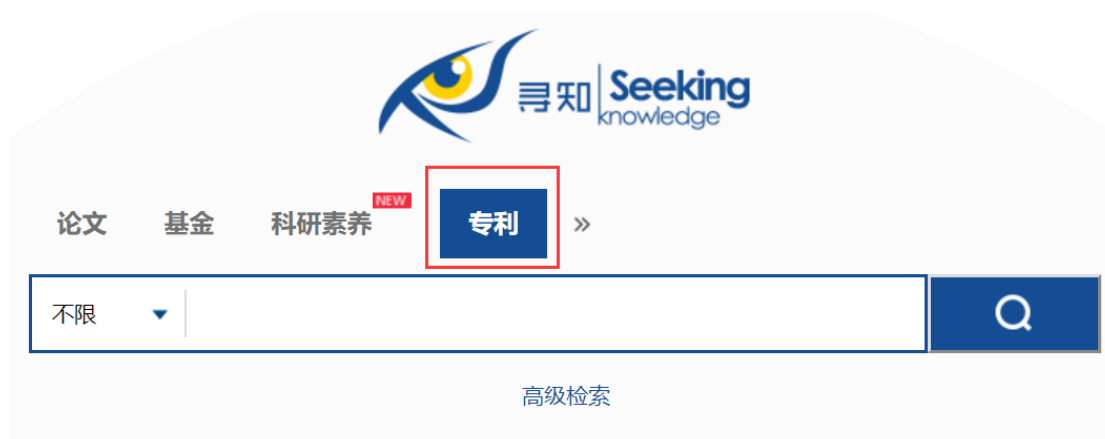 寻知 Seeking
knowledge
论文 基金 科研素养 NEW 专利 »
不限
高级检索